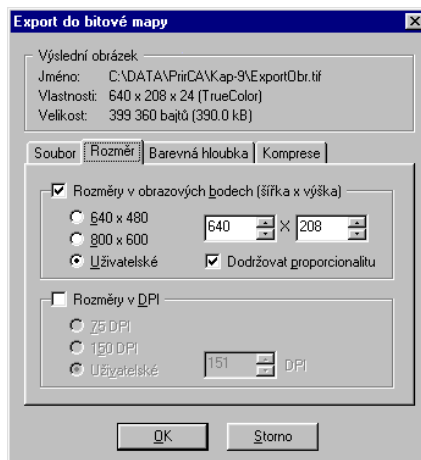 Export do bitové mapy
Výslední obrázek
Jméno: C:\DATA\PrirCA\Kap-9\ExportObr.tif
Vlastnosti: 640 x 208 x 24 (TrueColor)
Velikost: 399 360 bajtů (390.0 kB)
Soubor Rozměr Barevná hloubka Komprese
Rozměry v obrazových bodech (šířka x výška)
640 x 480
640 X 208
800 x 600
Uživatelské Dodržovat proporcionalitu
Rozměry v DPI
75 DPI
150 DPI
Uživatelské 151 DPI
OK Storno